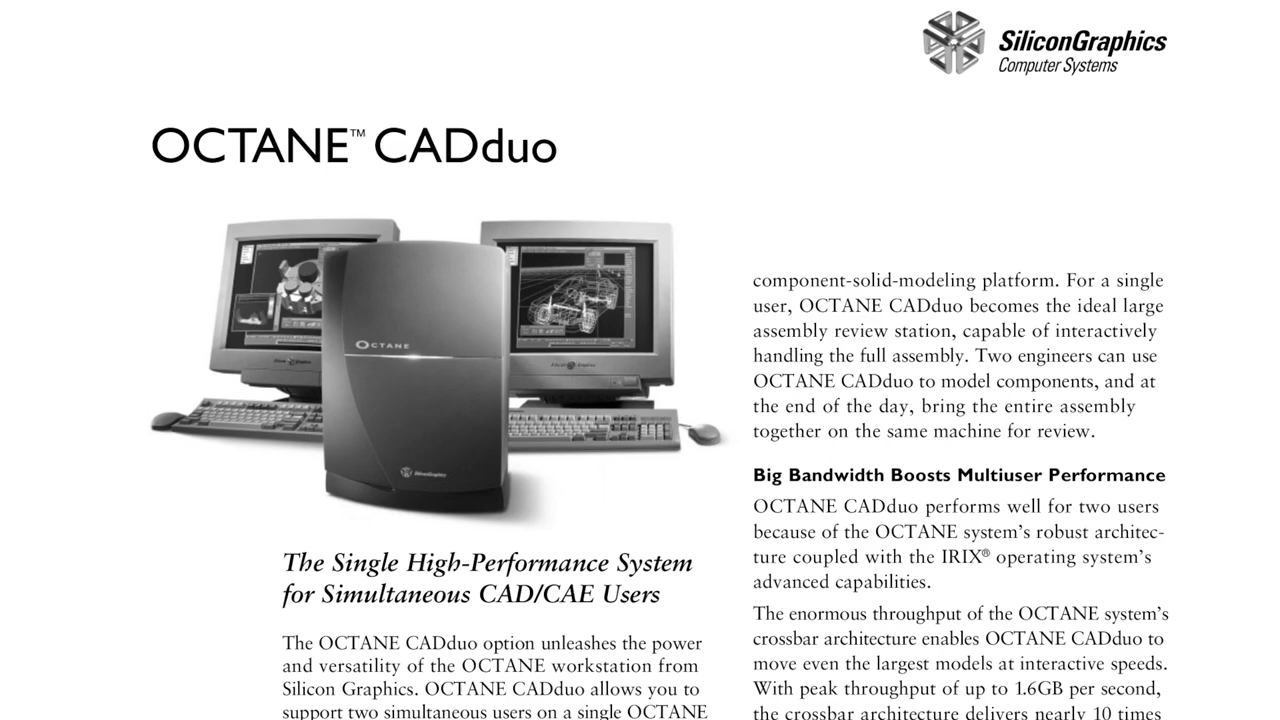 SiliconGraphics
Computer Systems
OCTANE™ CADduo
OCTANE
SiliconGraphics
SiliconGraphics
SiliconGraphics
The Single High-Performance System
for Simultaneous CAD/CAE Users
The OCTANE CADduo option unleashes the power
and versatility of the OCTANE workstation from
Silicon Graphics. OCTANE CADduo allows you to
support two simultaneous users on a single OCTANE
component-solid-modeling platform. For a single
user, OCTANE CADduo becomes the ideal large
assembly review station, capable of interactively
handling the full assembly. Two engineers can use
OCTANE CADduo to model components, and at
the end of the day, bring the entire assembly
together on the same machine for review.
Big Bandwidth Boosts Multiuser Performance
OCTANE CADduo performs well for two users
because of the OCTANE system’s robust architec-
ture coupled with the IRIX® operating system’s
advanced capabilities.
The enormous throughput of the OCTANE system’s
crossbar architecture enables OCTANE CADduo to
move even the largest models at interactive speeds.
With peak throughput of up to 1.6GB per second,
the crossbar architecture delivers nearly 10 times